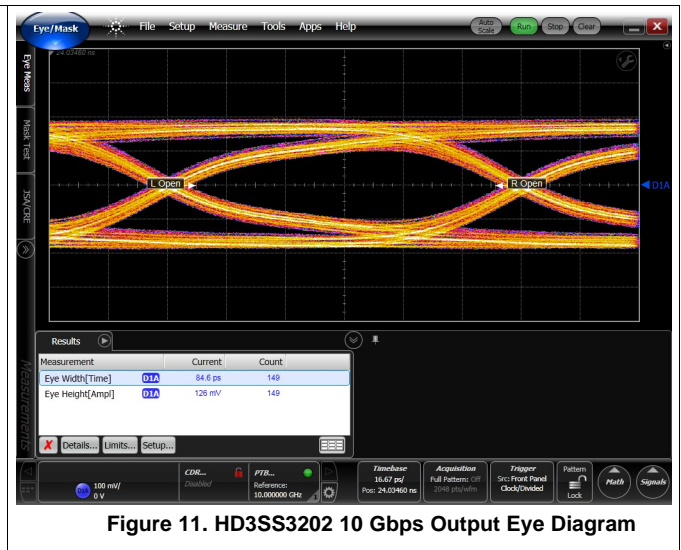 Eye/Mask File Setup Measure Tools Apps Help Auto Scale Run Stop Clear
24.03460 ns
Eye Meas
Mask Test
JSA/CRE
L Open R Open
D1A
Results
Measurement Current Count
Eye Width[Time] D1A 84.6 ps 149
Eye Height[Ampl] D1A 126 mV 149
Details... Limits... Setup...
Measurements
D1A 100 mV/
0 V
CDR...
Disabled
PTB...
Reference:
10.000000 GHz
Timebase
16.67 ps/
Pos: 24.03460 ns
Acquisition
Full Pattern: Off
2048 pts/wfm
Trigger
Src: Front Panel
Clock/Divided
Pattern
Lock
Math
Signals
Figure 11. HD3SS3202 10 Gbps Output Eye Diagram